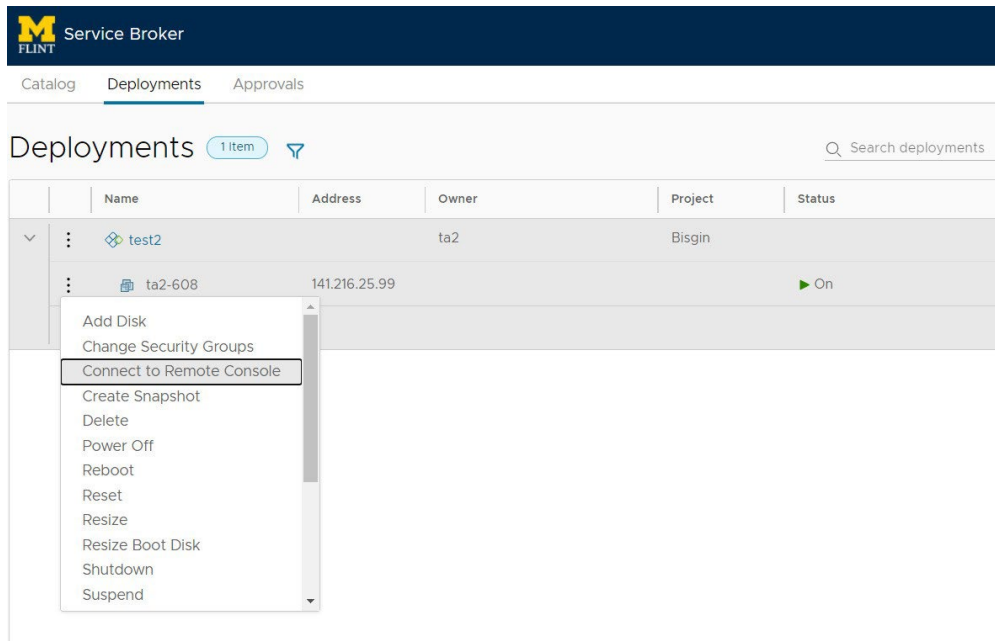 M
FLINT
Service Broker
Catalog Deployments Approvals
Deployments 1 Item Search deployments
Name Address Owner Project Status
test2 ta2 Bisgin
ta2-608 141.216.25.99 On
Add Disk
Change Security Groups
Connect to Remote Console
Create Snapshot
Delete
Power Off
Reboot
Reset
Resize
Resize Boot Disk
Shutdown
Suspend